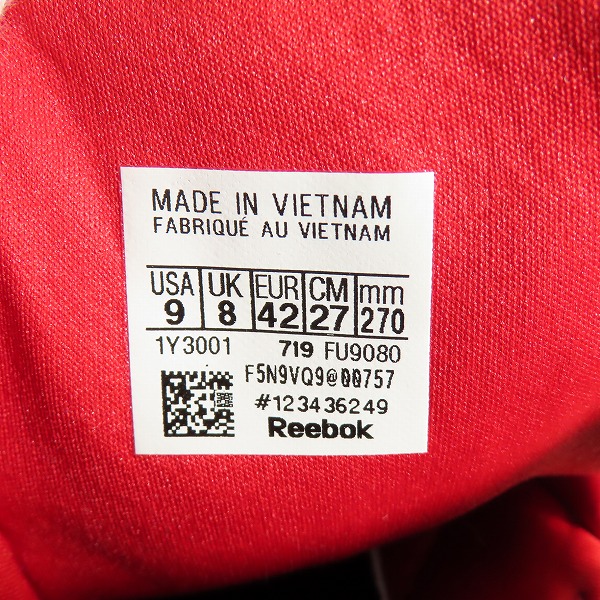 MADE IN VIETNAM
FABRIQUÉ AU VIETNAM
USA UK EUR CM mm
9 8 42 27 270
1Y3001 719 FU9080
F5N9VQ9@00757
#123436249
Reebok